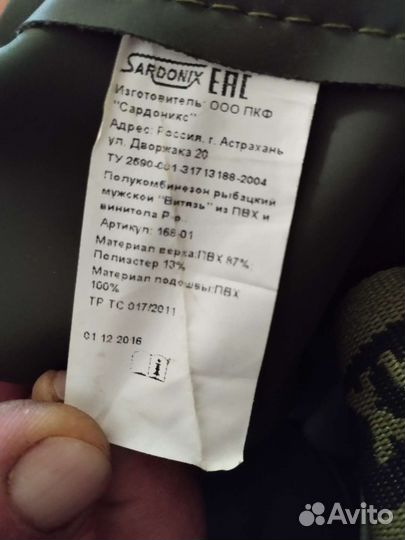 SARDONIX EAC
Изготовитель: ООО ПКФ
"Сардоникс"
Адрес: Россия, г. Астрахань
ул. Дворжака 20
ТУ 2590-001-31713188-2004
Полукомбинезон рыбацкий
мужской "Витязь" из ПВХ и
винитола Р-р..
Артикул: 168-01
Материал верха:ПВХ 87%
Полиэстер 13%
Материал подошвы:ПВХ
100%
ТР ТС 017/2011
01 12 2016
Avito